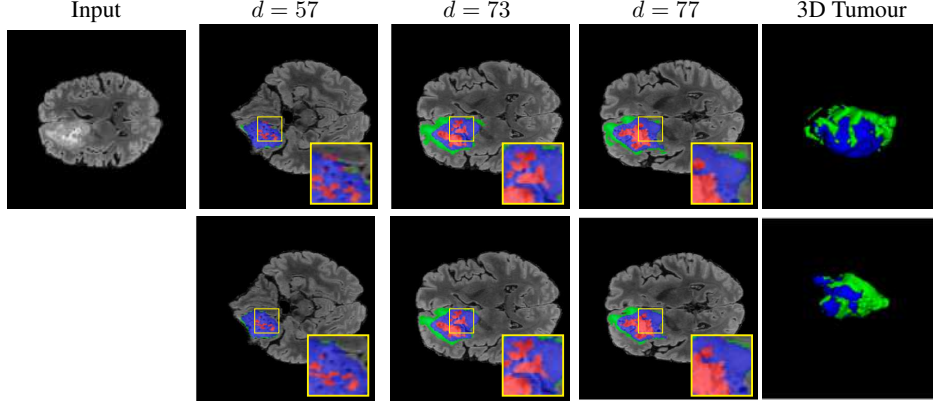 Input d = 57 d = 73 d = 77 3D Tumour